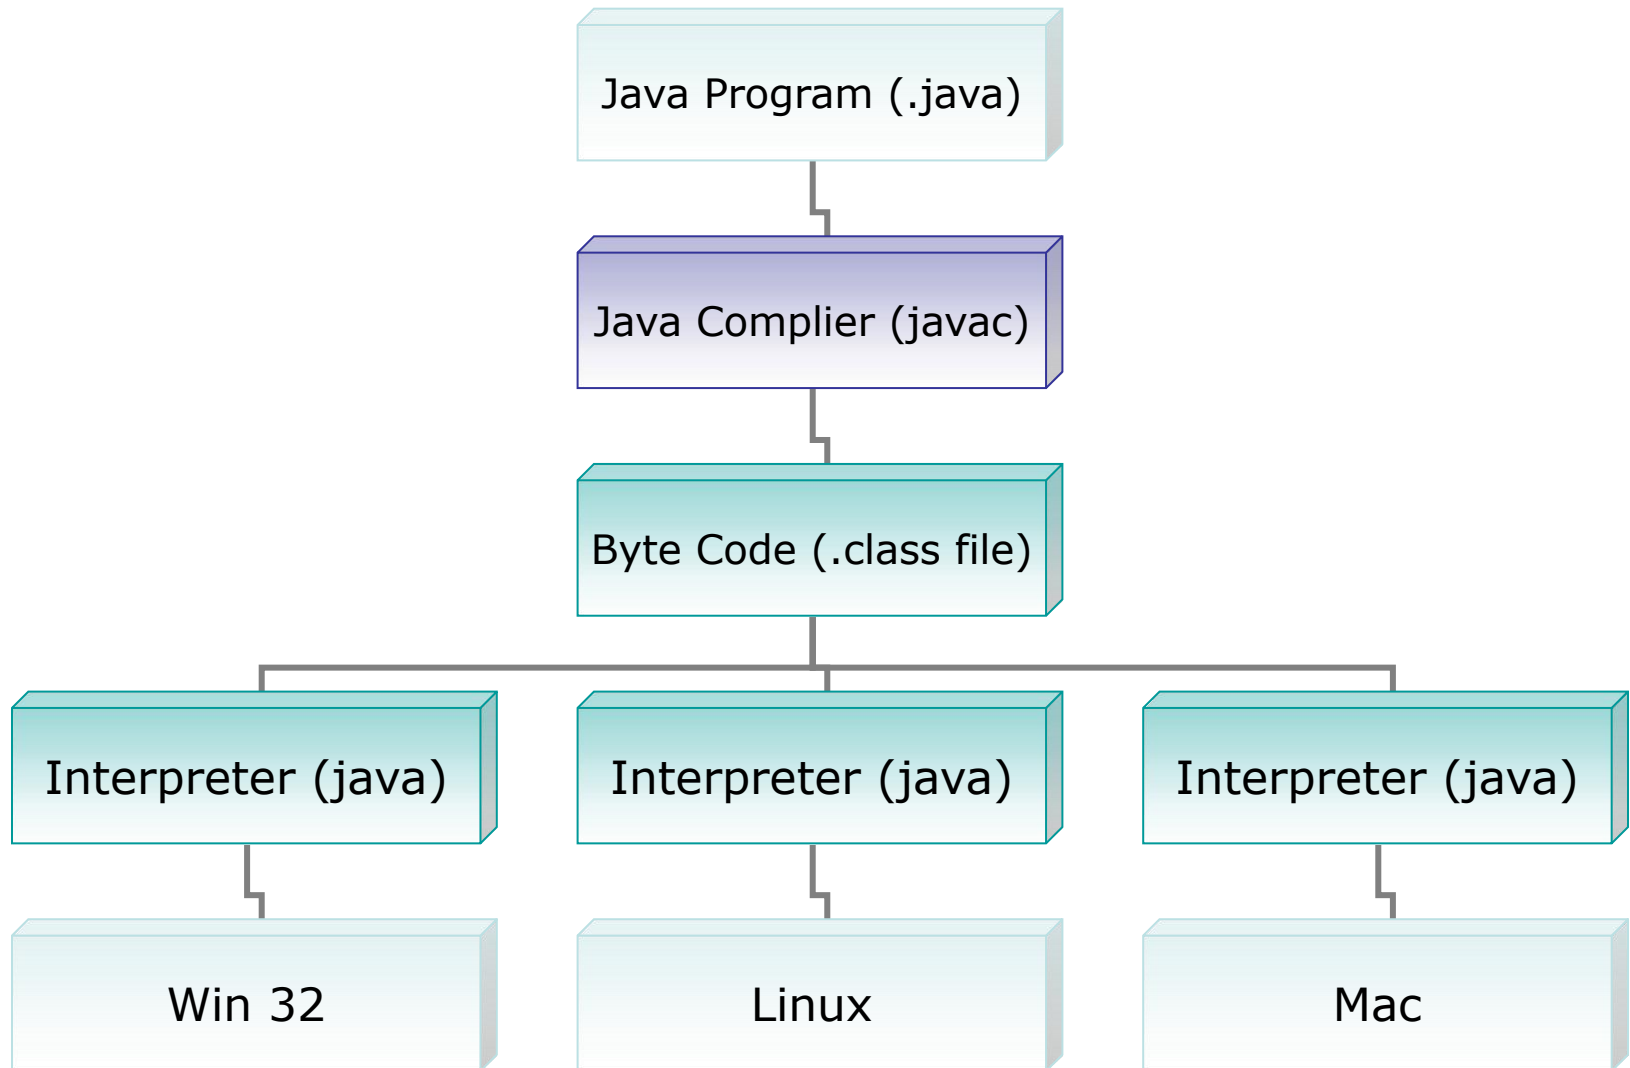 Java Program (.java)
Java Complier (javac)
Byte Code (.class file)
Interpreter (java)
Interpreter (java)
Interpreter (java)
Win 32
Linux
Mac